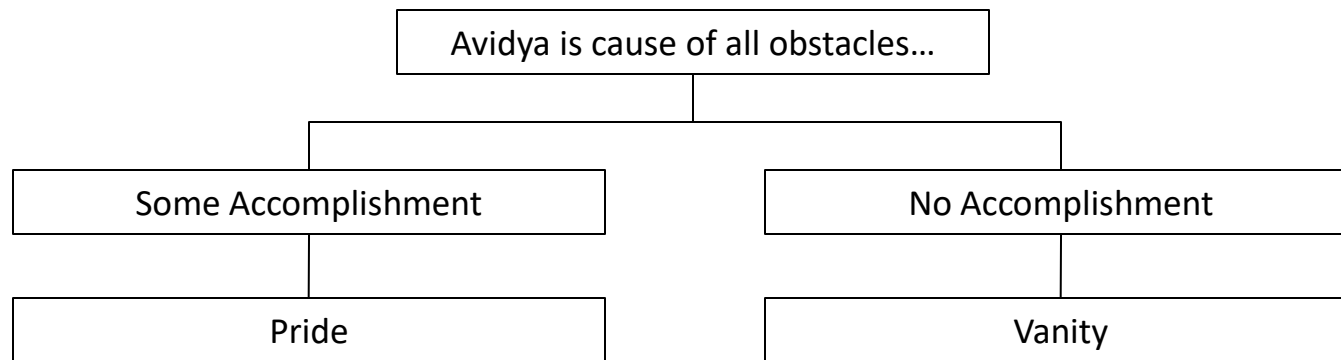 Avidya is cause of all obstacles…
Some Accomplishment
No Accomplishment
Pride
Vanity